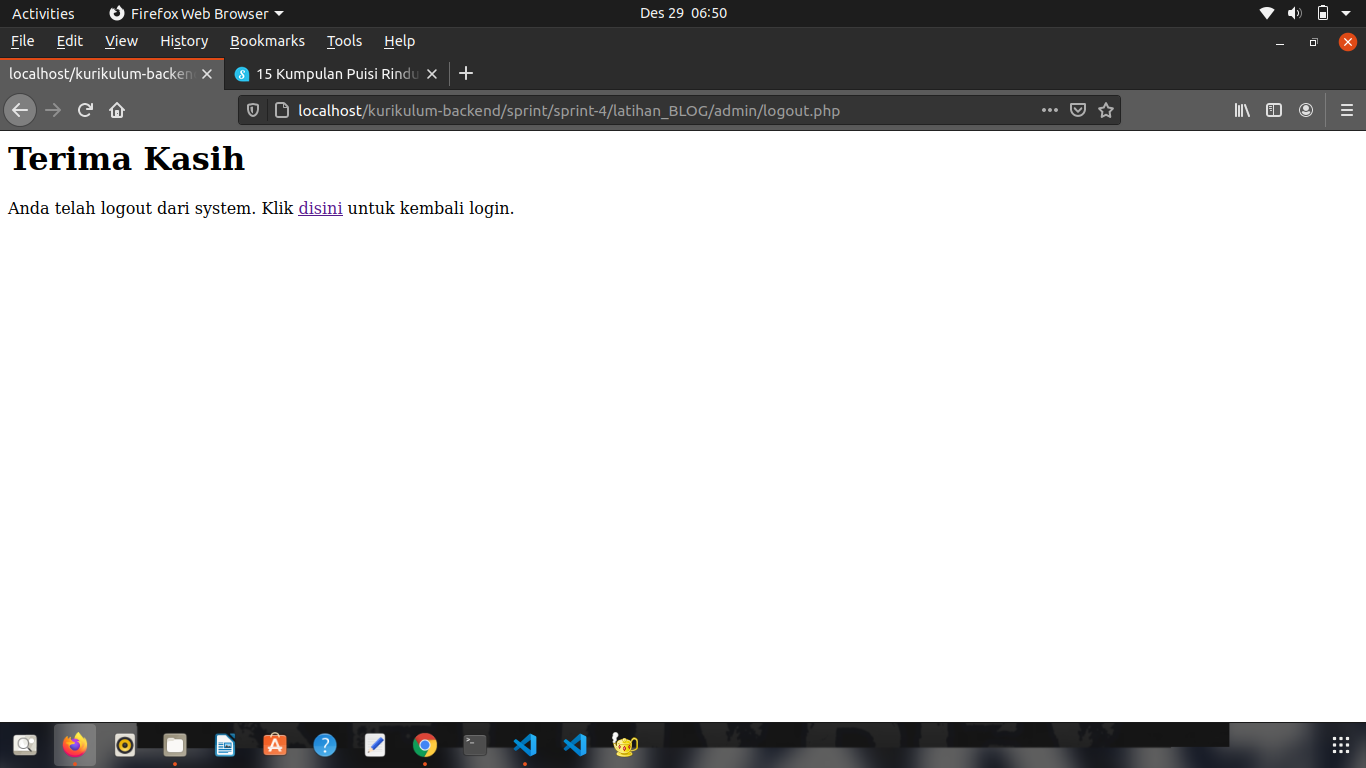 Activities Firefox Web Browser Des 29 06:50
File Edit View History Bookmarks Tools Help
localhost/kurikulum-backen 15 Kumpulan Puisi Rindu
localhost/kurikulum-backend/sprint/sprint-4/latihan_BLOG/admin/logout.php
Terima Kasih
Anda telah logout dari system. Klik disini untuk kembali login.